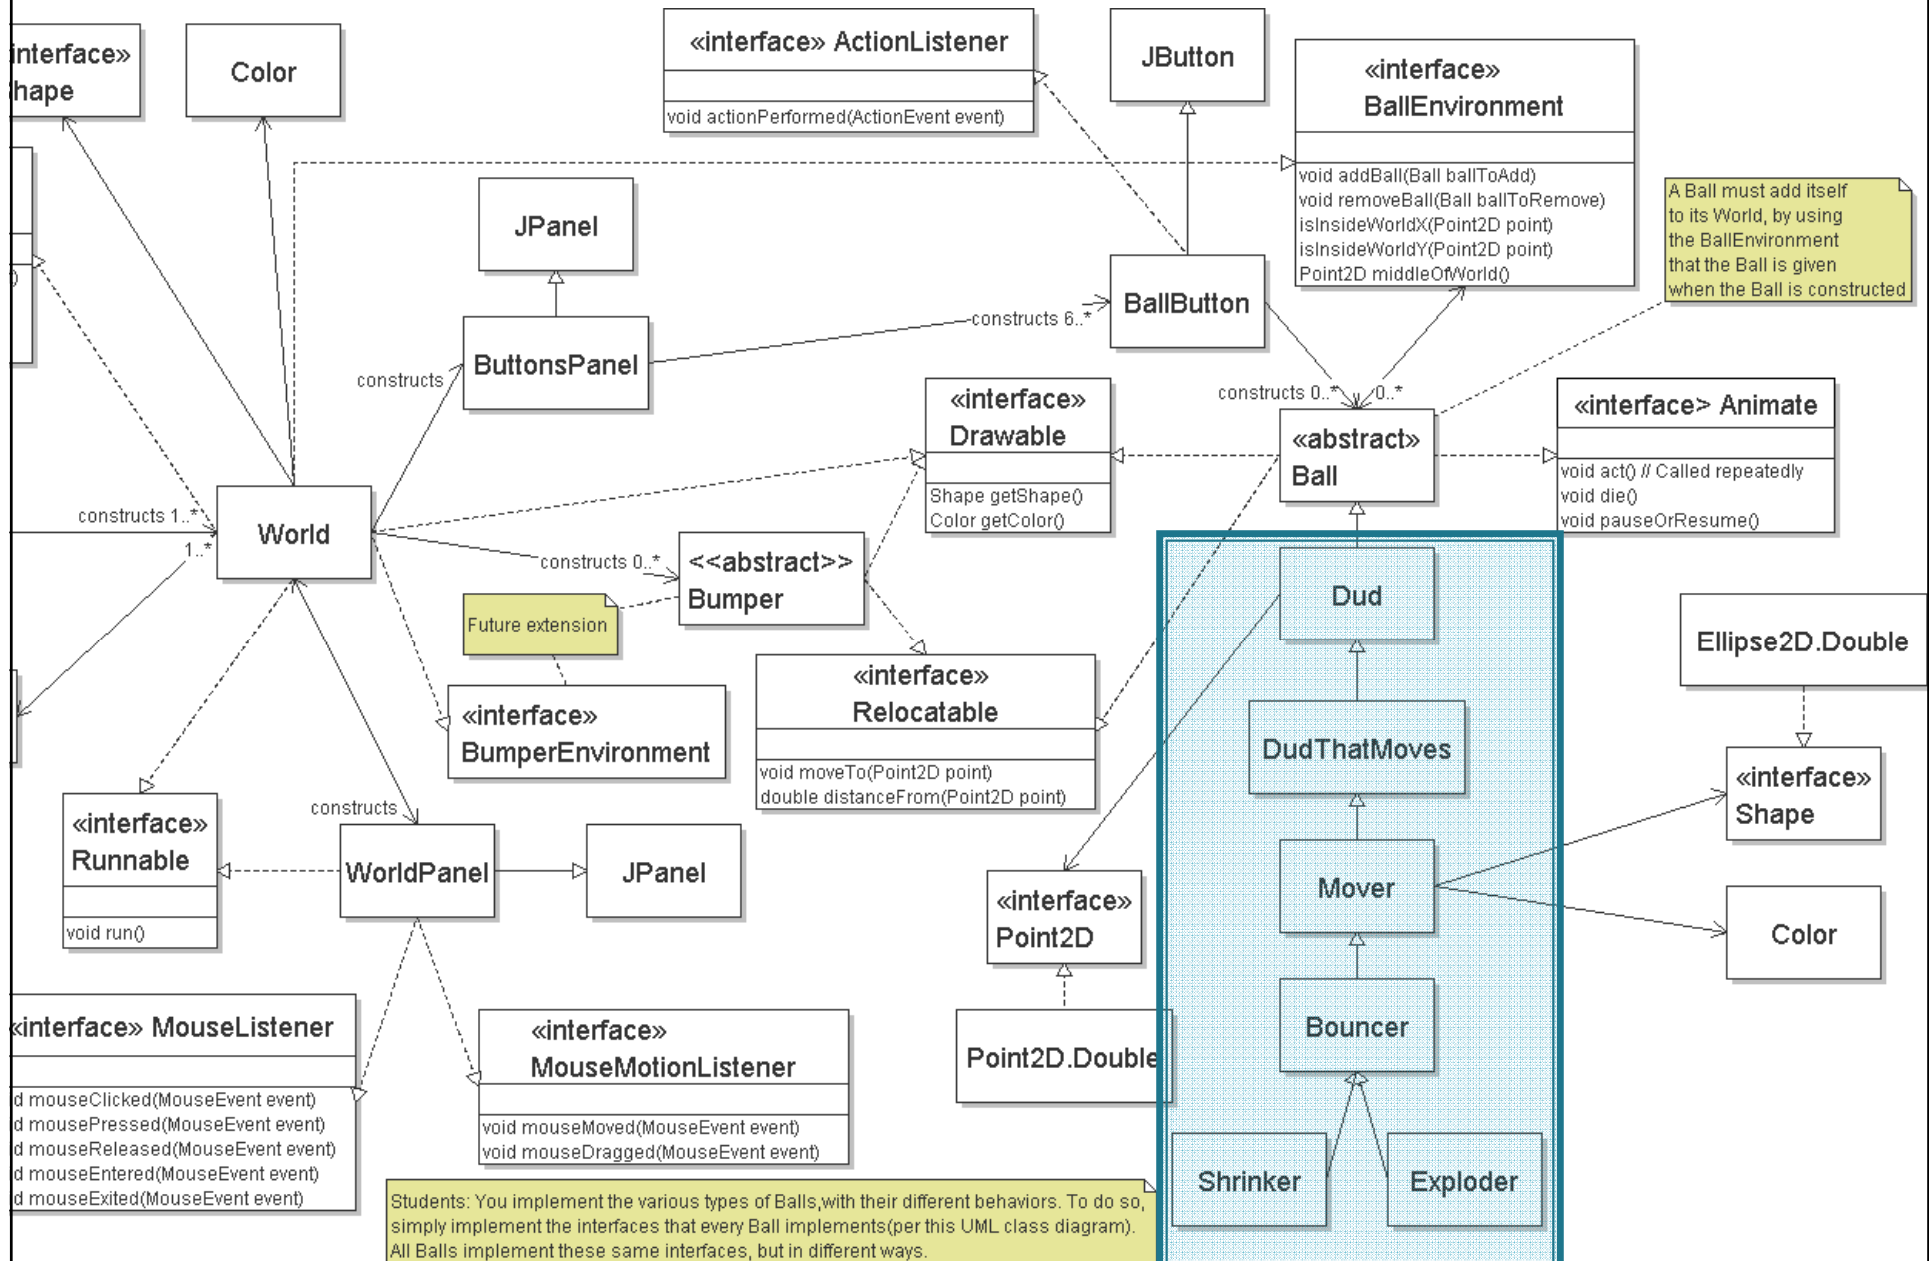 interface»
hape
Color
«interface» ActionListener
void actionPerformed(ActionEvent event)
JButton
«interface»
BallEnvironment
void addBall(Ball ballToAdd)
void removeBall(Ball ballToRemove)
isInsideWorldX(Point2D point)
isInsideWorldY(Point2D point)
Point2D middleOfWorld()
A Ball must add itself
to its World, by using
the BallEnvironment
that the Ball is given
when the Ball is constructed
JPanel
)
BallButton
constructs 6..*
ButtonsPanel
constructs
constructs 0..*
0..*
«interface»
Drawable
Shape getShape()
Color getColor()
«abstract»
Ball
«interface> Animate
void act() // Called repeatedly
void die()
void pauseOrResume()
constructs 1..*
1..*
World
constructs 0..*
<<abstract>>
Bumper
Future extension
Dud
Ellipse2D.Double
«interface»
BumperEnvironment
«interface»
Relocatable
void moveTo(Point2D point)
double distanceFrom(Point2D point)
DudThatMoves
«interface»
Shape
constructs
«interface»
Runnable
void run()
WorldPanel
JPanel
Mover
«interface»
Point2D
Color
«interface» MouseListener
d mouseClicked(MouseEvent event)
d mousePressed(MouseEvent event)
d mouseReleased(MouseEvent event)
d mouseEntered(MouseEvent event)
d mouseExited(MouseEvent event)
«interface»
MouseMotionListener
void mouseMoved(MouseEvent event)
void mouseDragged(MouseEvent event)
Point2D.Double
Bouncer
Shrinker
Exploder
Students: You implement the various types of Balls,with their different behaviors. To do so,
simply implement the interfaces that every Ball implements(per this UML class diagram).
All Balls implement these same interfaces, but in different ways.